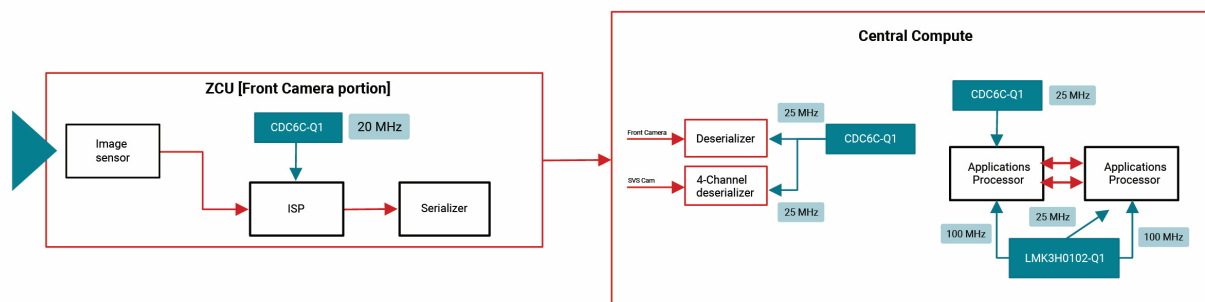 ZCU [Front Camera portion]
Image
sensor
CDC6C-Q1
20 MHz
ISP
Serializer
Central Compute
Front Camera
Deserializer
25 MHz
CDC6C-Q1
SVS Cam
4-Channel
deserializer
25 MHz
CDC6C-Q1
25 MHz
Applications
Processor
Applications
Processor
100 MHz
25 MHz
100 MHz
LMK3H0102-Q1